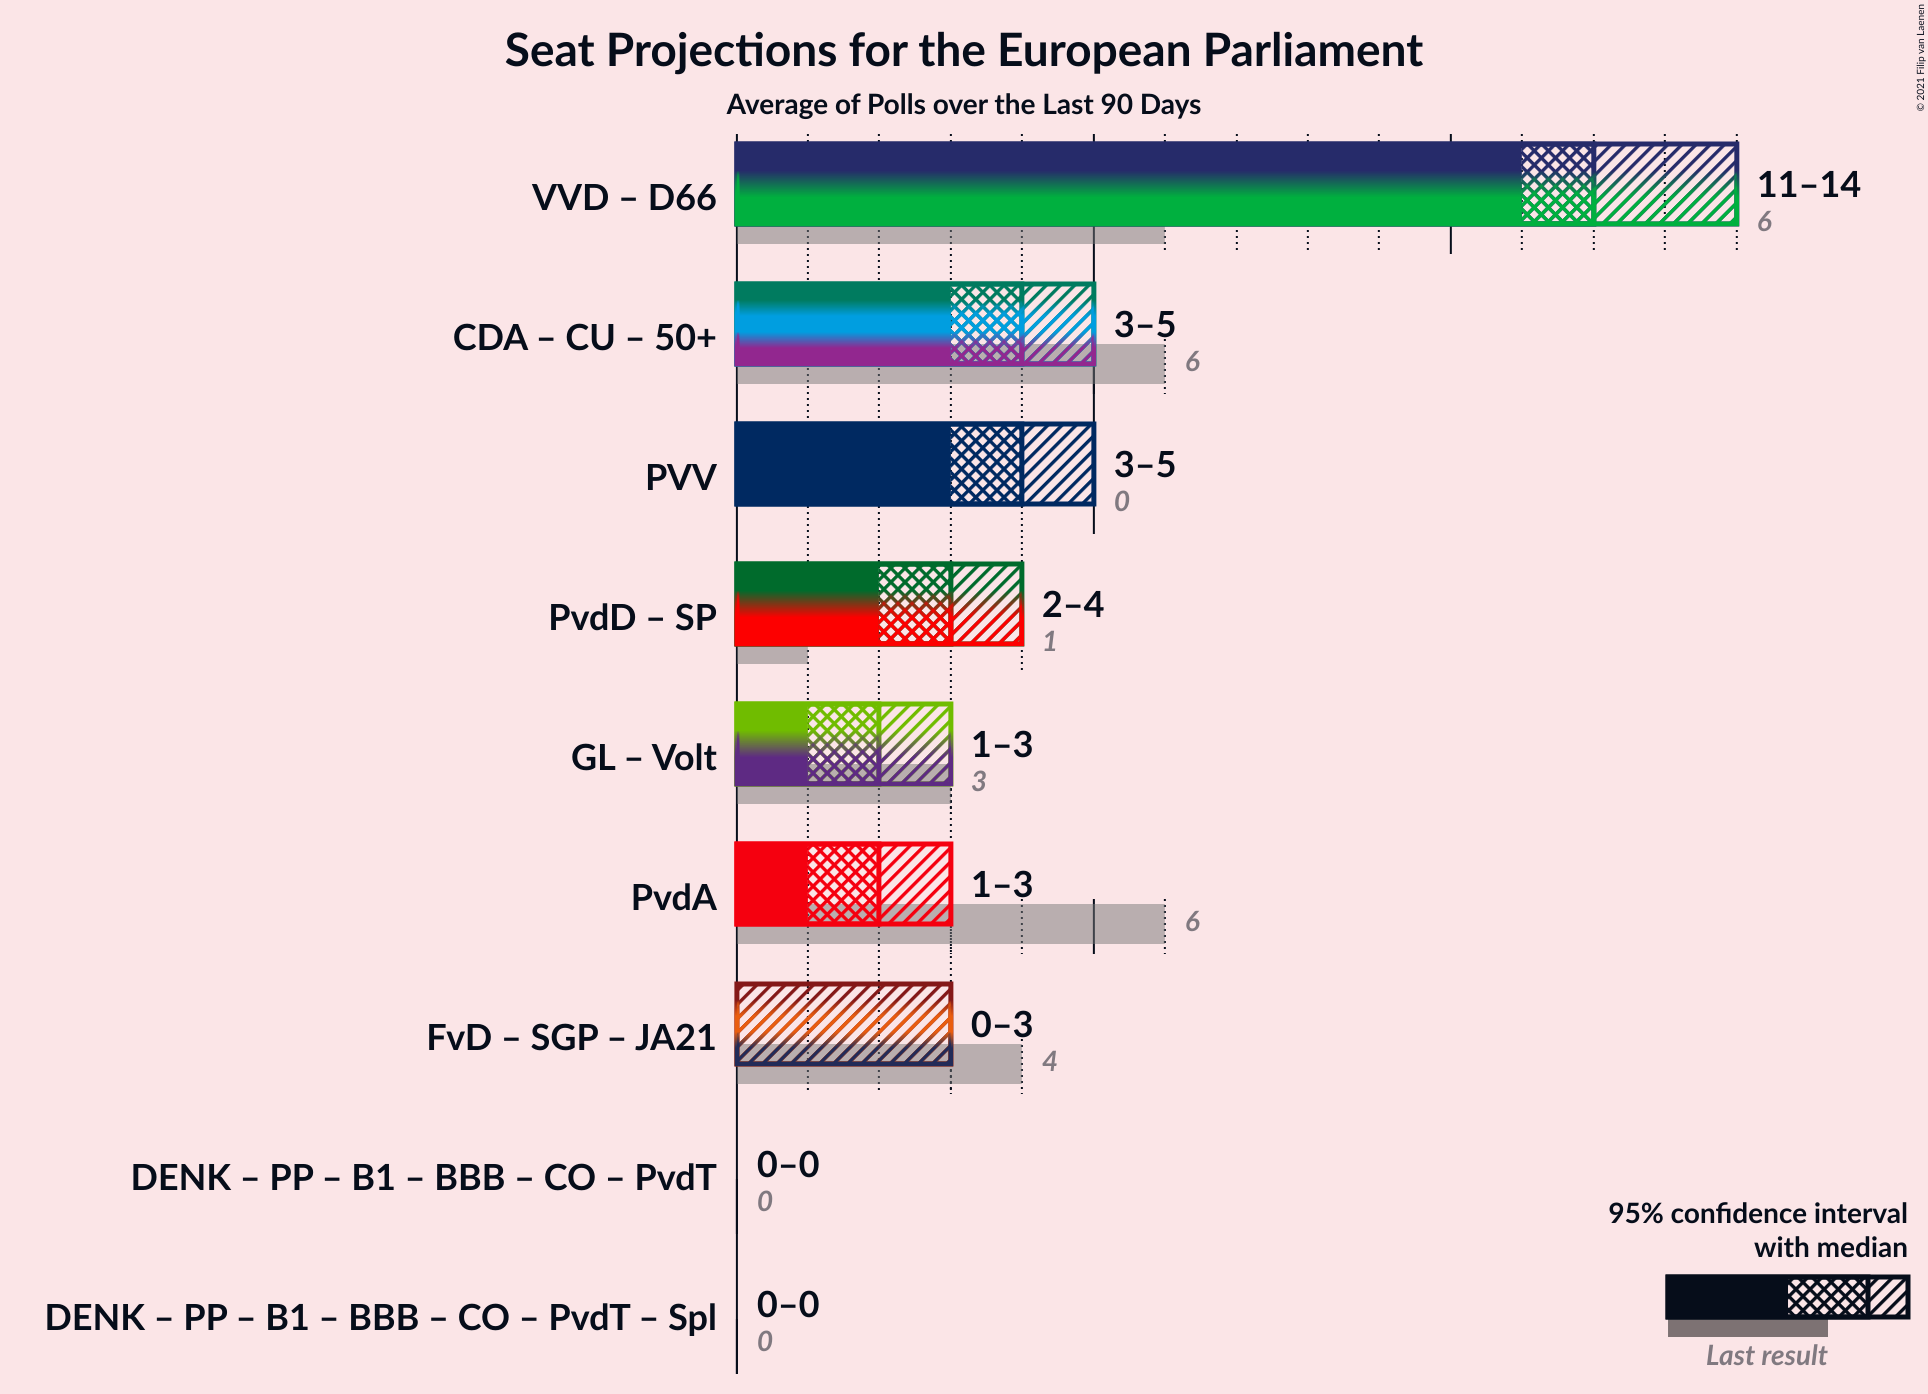 Seat Projections for the European Parliament
Average of Polls over the Last 90 Days
© 2021 Filip van Laenen
VVD – D66
11–14
6
CDA – CU – 50+
3–5
6
PVV
3–5
0
PvdD – SP
2–4
1
GL – Volt
1–3
3
PvdA
1–3
6
FvD – SGP – JA21
0–3
4
DENK – PP – B1 – BBB – CO – PvdT
0–0
0
DENK – PP – B1 – BBB – CO – PvdT – Spl
0–0
0
95% confidence interval
with median
Last result